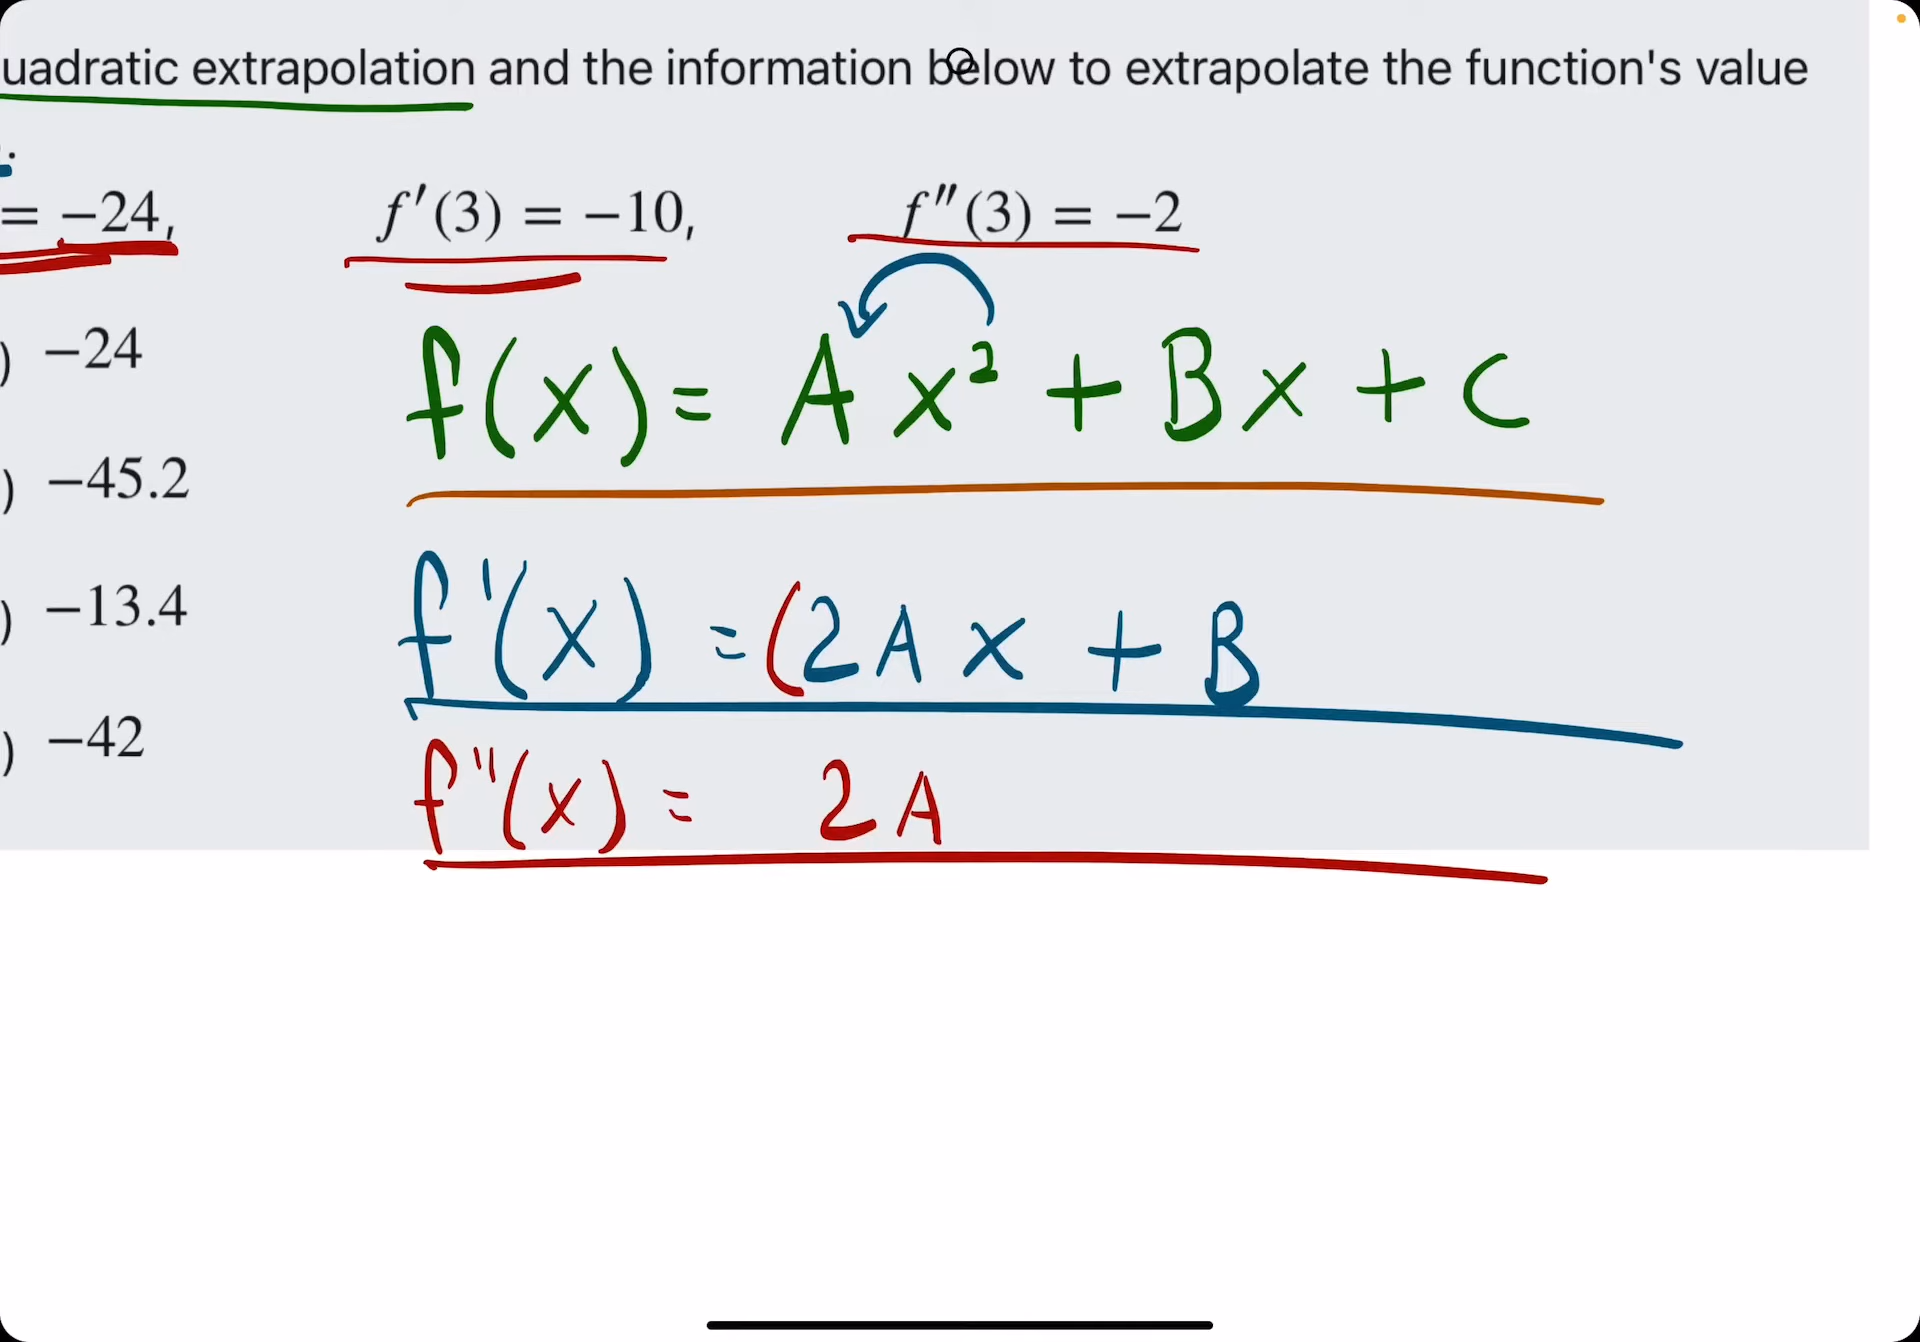 uadratic extrapolation and the information below to extrapolate the function's value
.
= −24, f′(3) = −10, f″(3) = −2
) −24
f(x) = Ax² + Bx + C
) −45.2
) −13.4
f'(x) = (2Ax + B
) −42
f"(x) = 2A